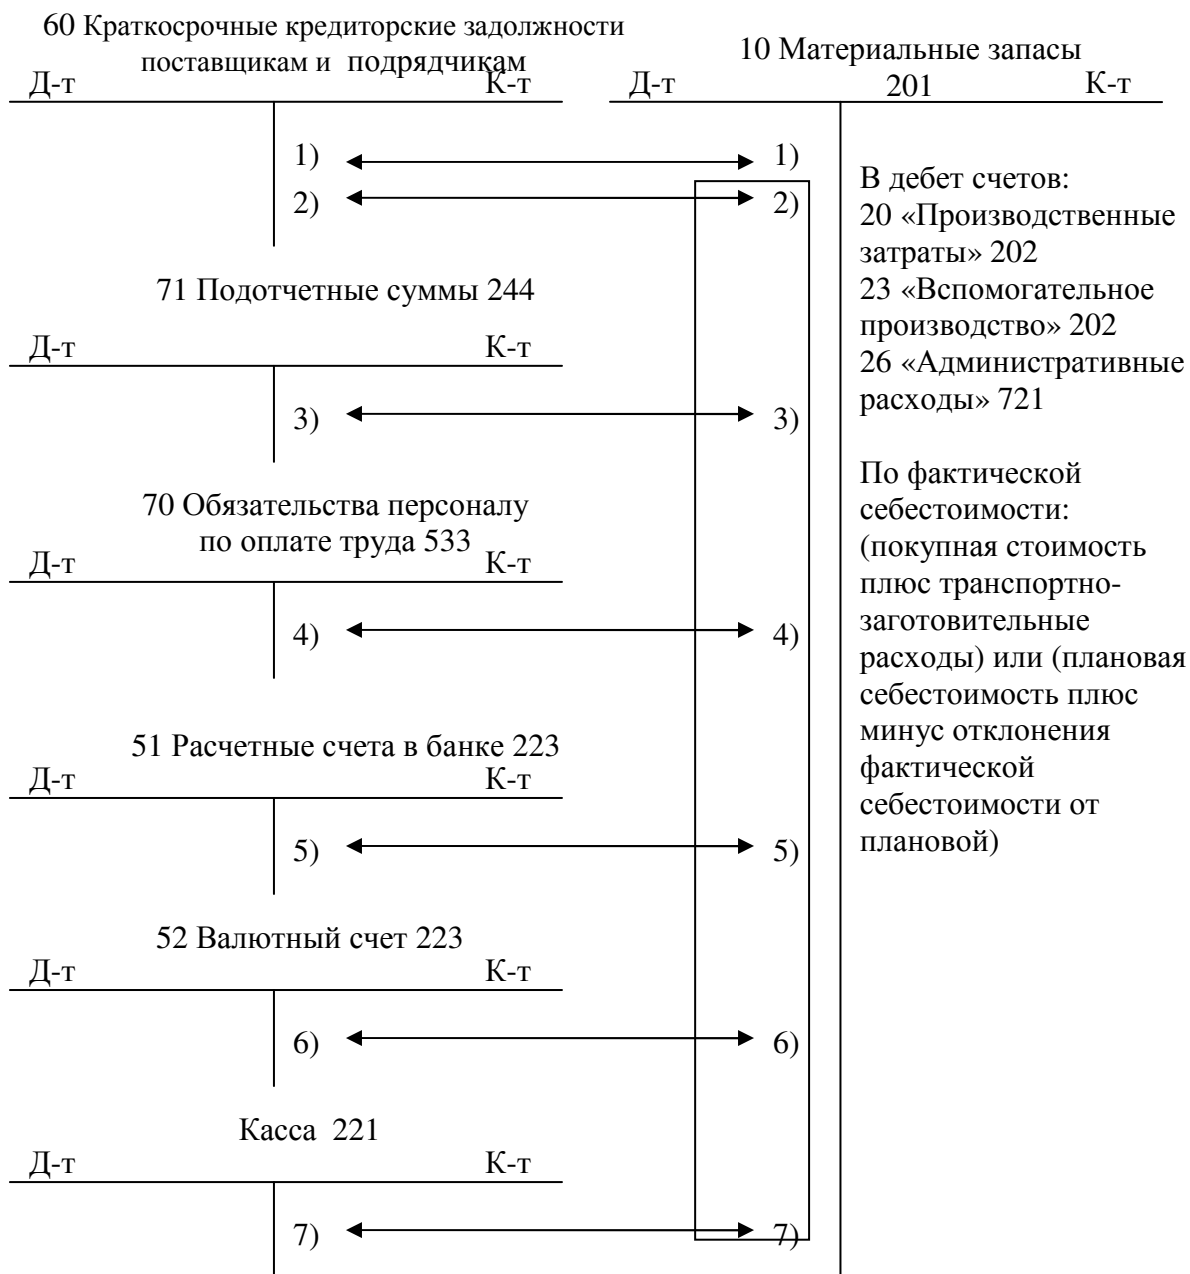 60 Краткосрочные кредиторские задолжности
поставщикам и подрядчикам
Д-т К-т
10 Материальные запасы
Д-т 201 К-т
1) 1)
2) 2)
В дебет счетов:
20 «Производственные
затраты» 202
23 «Вспомогательное
производство» 202
26 «Административные
расходы» 721
По фактической
себестоимости:
(покупная стоимость
плюс транспортно-
заготовительные
расходы) или (плановая
себестоимость плюс
минус отклонения
фактической
себестоимости от
плановой)
71 Подотчетные суммы 244
Д-т К-т
3) 3)
70 Обязательства персоналу
по оплате труда 533
Д-т К-т
4) 4)
51 Расчетные счета в банке 223
Д-т К-т
5) 5)
52 Валютный счет 223
Д-т К-т
6) 6)
Касса 221
Д-т К-т
7) 7)